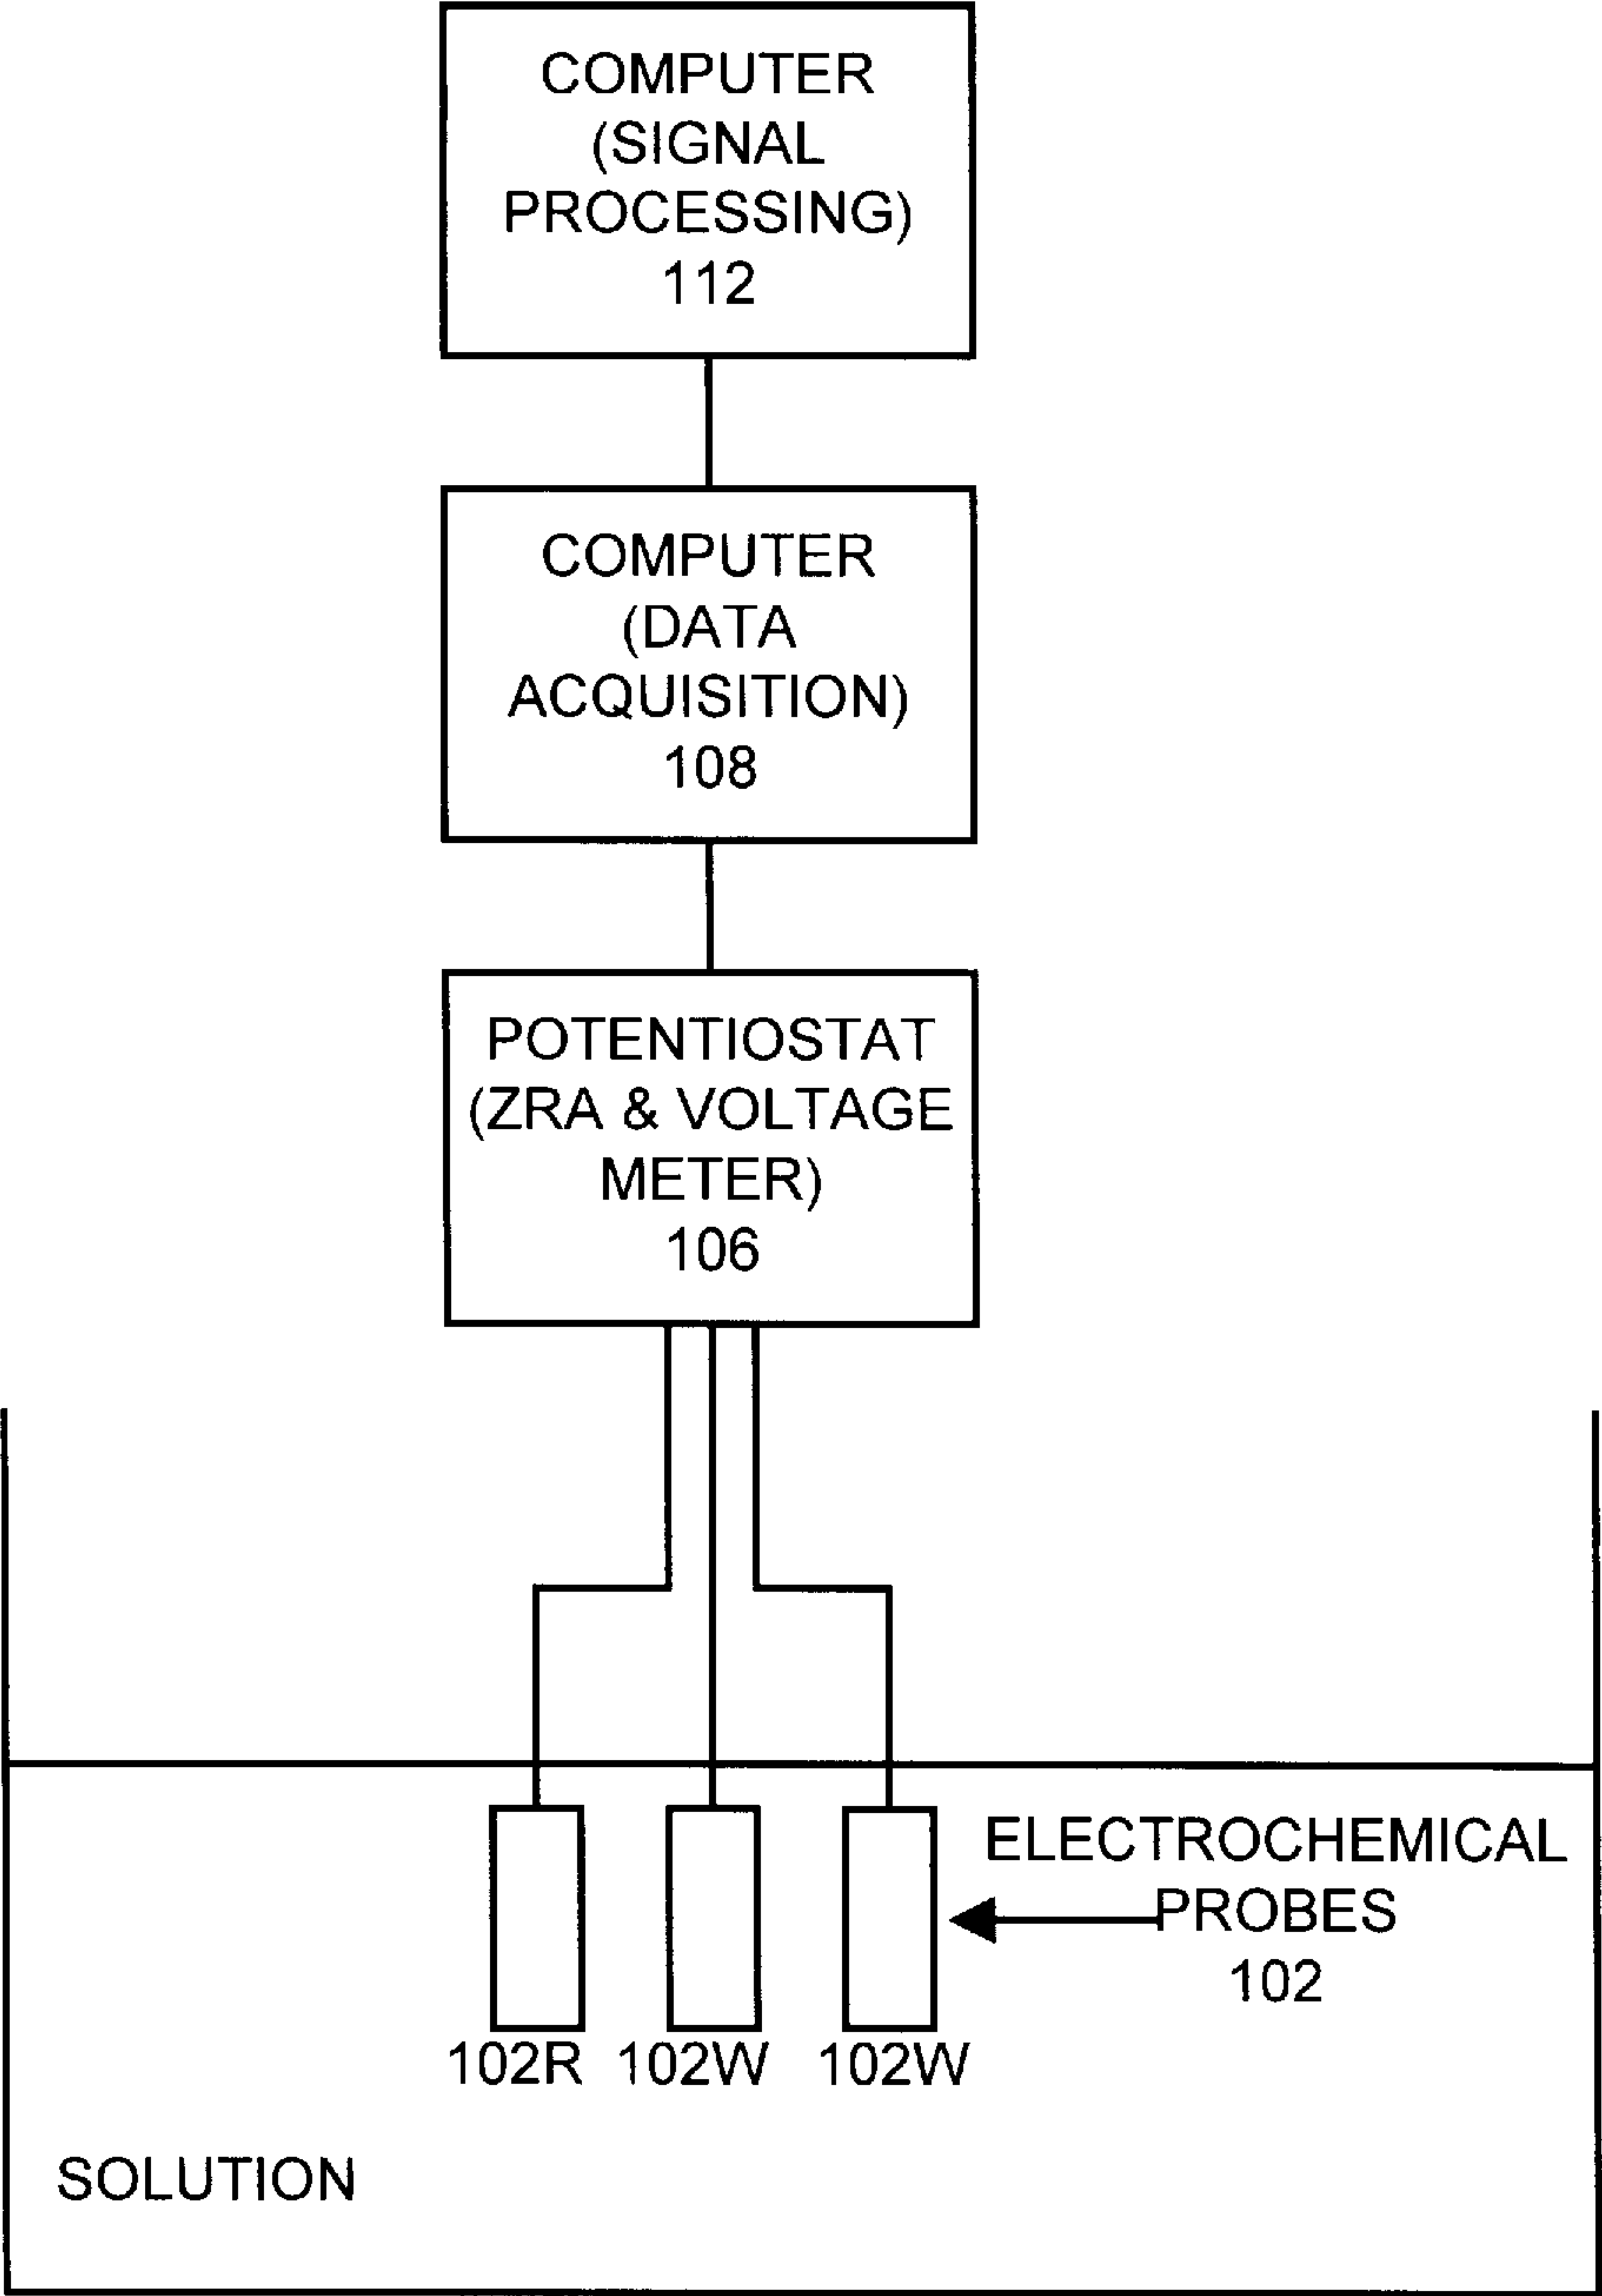 COMPUTER
(SIGNAL
PROCESSING)
112
COMPUTER
(DATA
ACQUISITION)
108
POTENTIOSTAT
(ZRA & VOLTAGE
METER)
106
ELECTROCHEMICAL
PROBES
102
102R 102W 102W
SOLUTION